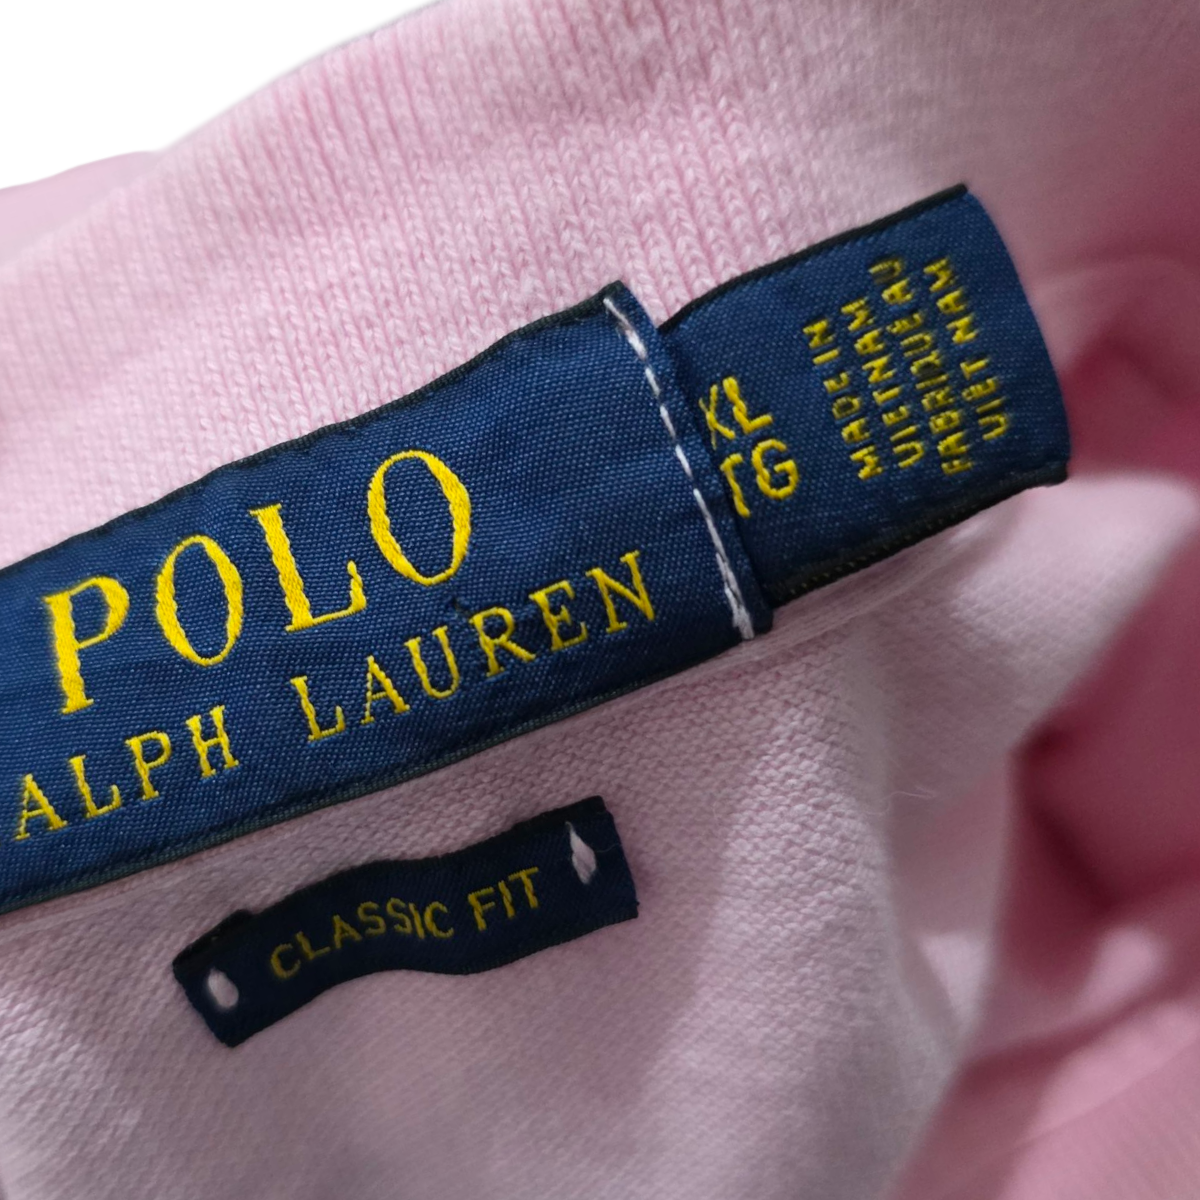 POLO
RALPH LAUREN
XL
TG
MADE IN
VIETNAM
FABRIQUÉ AU
VIET NAM
CLASSIC FIT